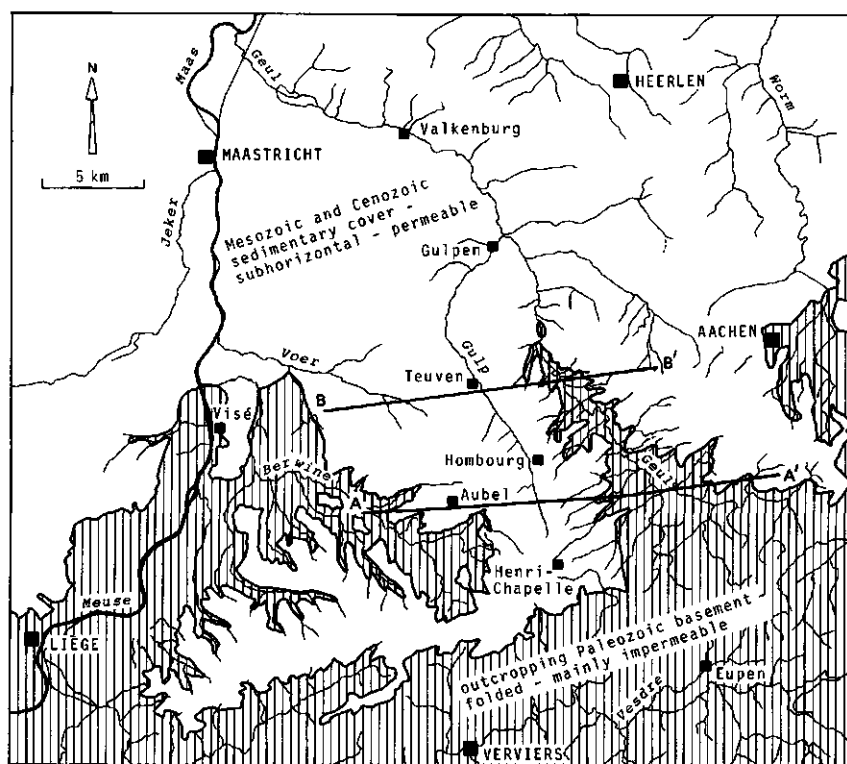 Maas
Geul
N
HEERLEN
Worm
Valkenburg
MAASTRICHT
5 km
Jeker
Mesozoic and Cenozoic
sedimentary cover -
subhorizontal - permeable
Gulpen
AACHEN
Voer
Gulp
Teuven
B'
B
Visé
Berwine
Hombourg
Geul
A'
A
Aubel
Henri-
Chapelle
Meuse
LIÈGE
outcropping Paleozoic basement
folded - mainly impermeable
Eupen
Vesdre
VERVIERS